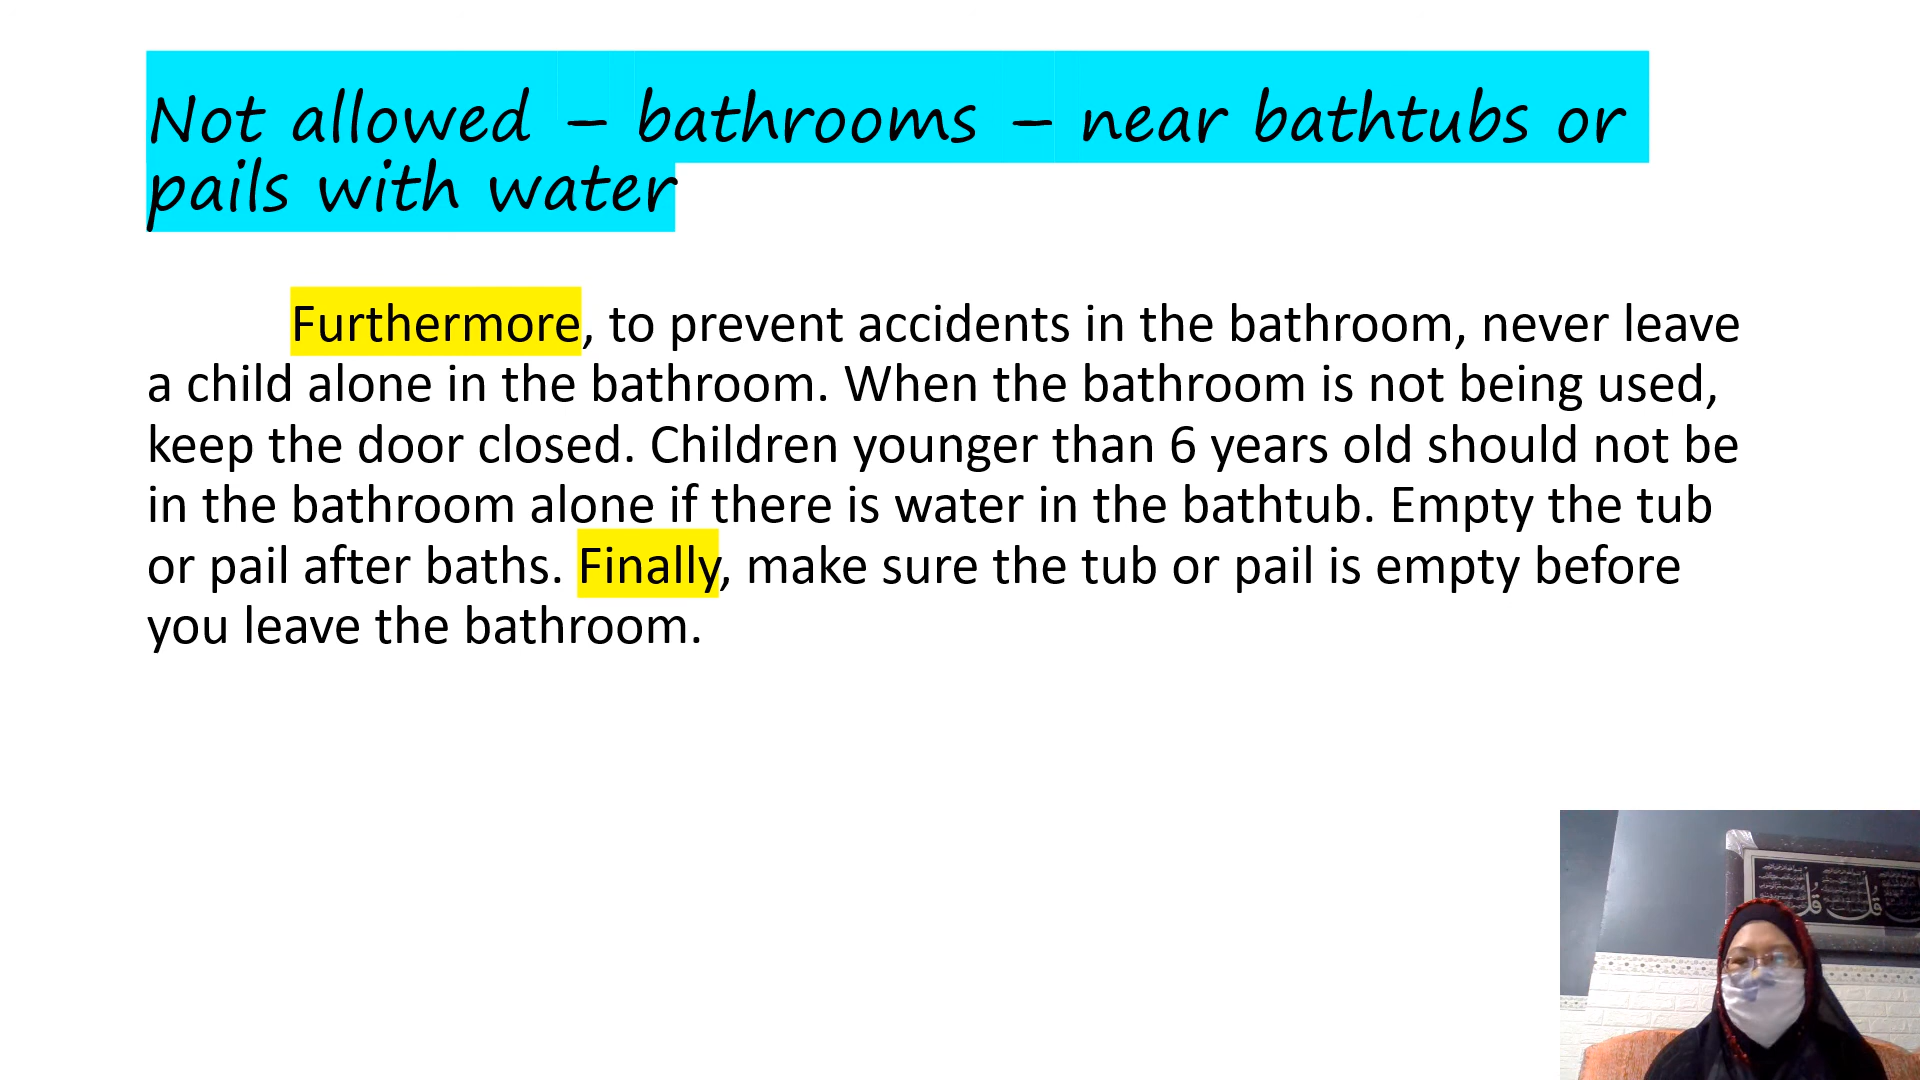 Not allowed – bathrooms – near bathtubs or
pails with water
Furthermore, to prevent accidents in the bathroom, never leave
a child alone in the bathroom. When the bathroom is not being used,
keep the door closed. Children younger than 6 years old should not be
in the bathroom alone if there is water in the bathtub. Empty the tub
or pail after baths. Finally, make sure the tub or pail is empty before
you leave the bathroom.
قل
قل